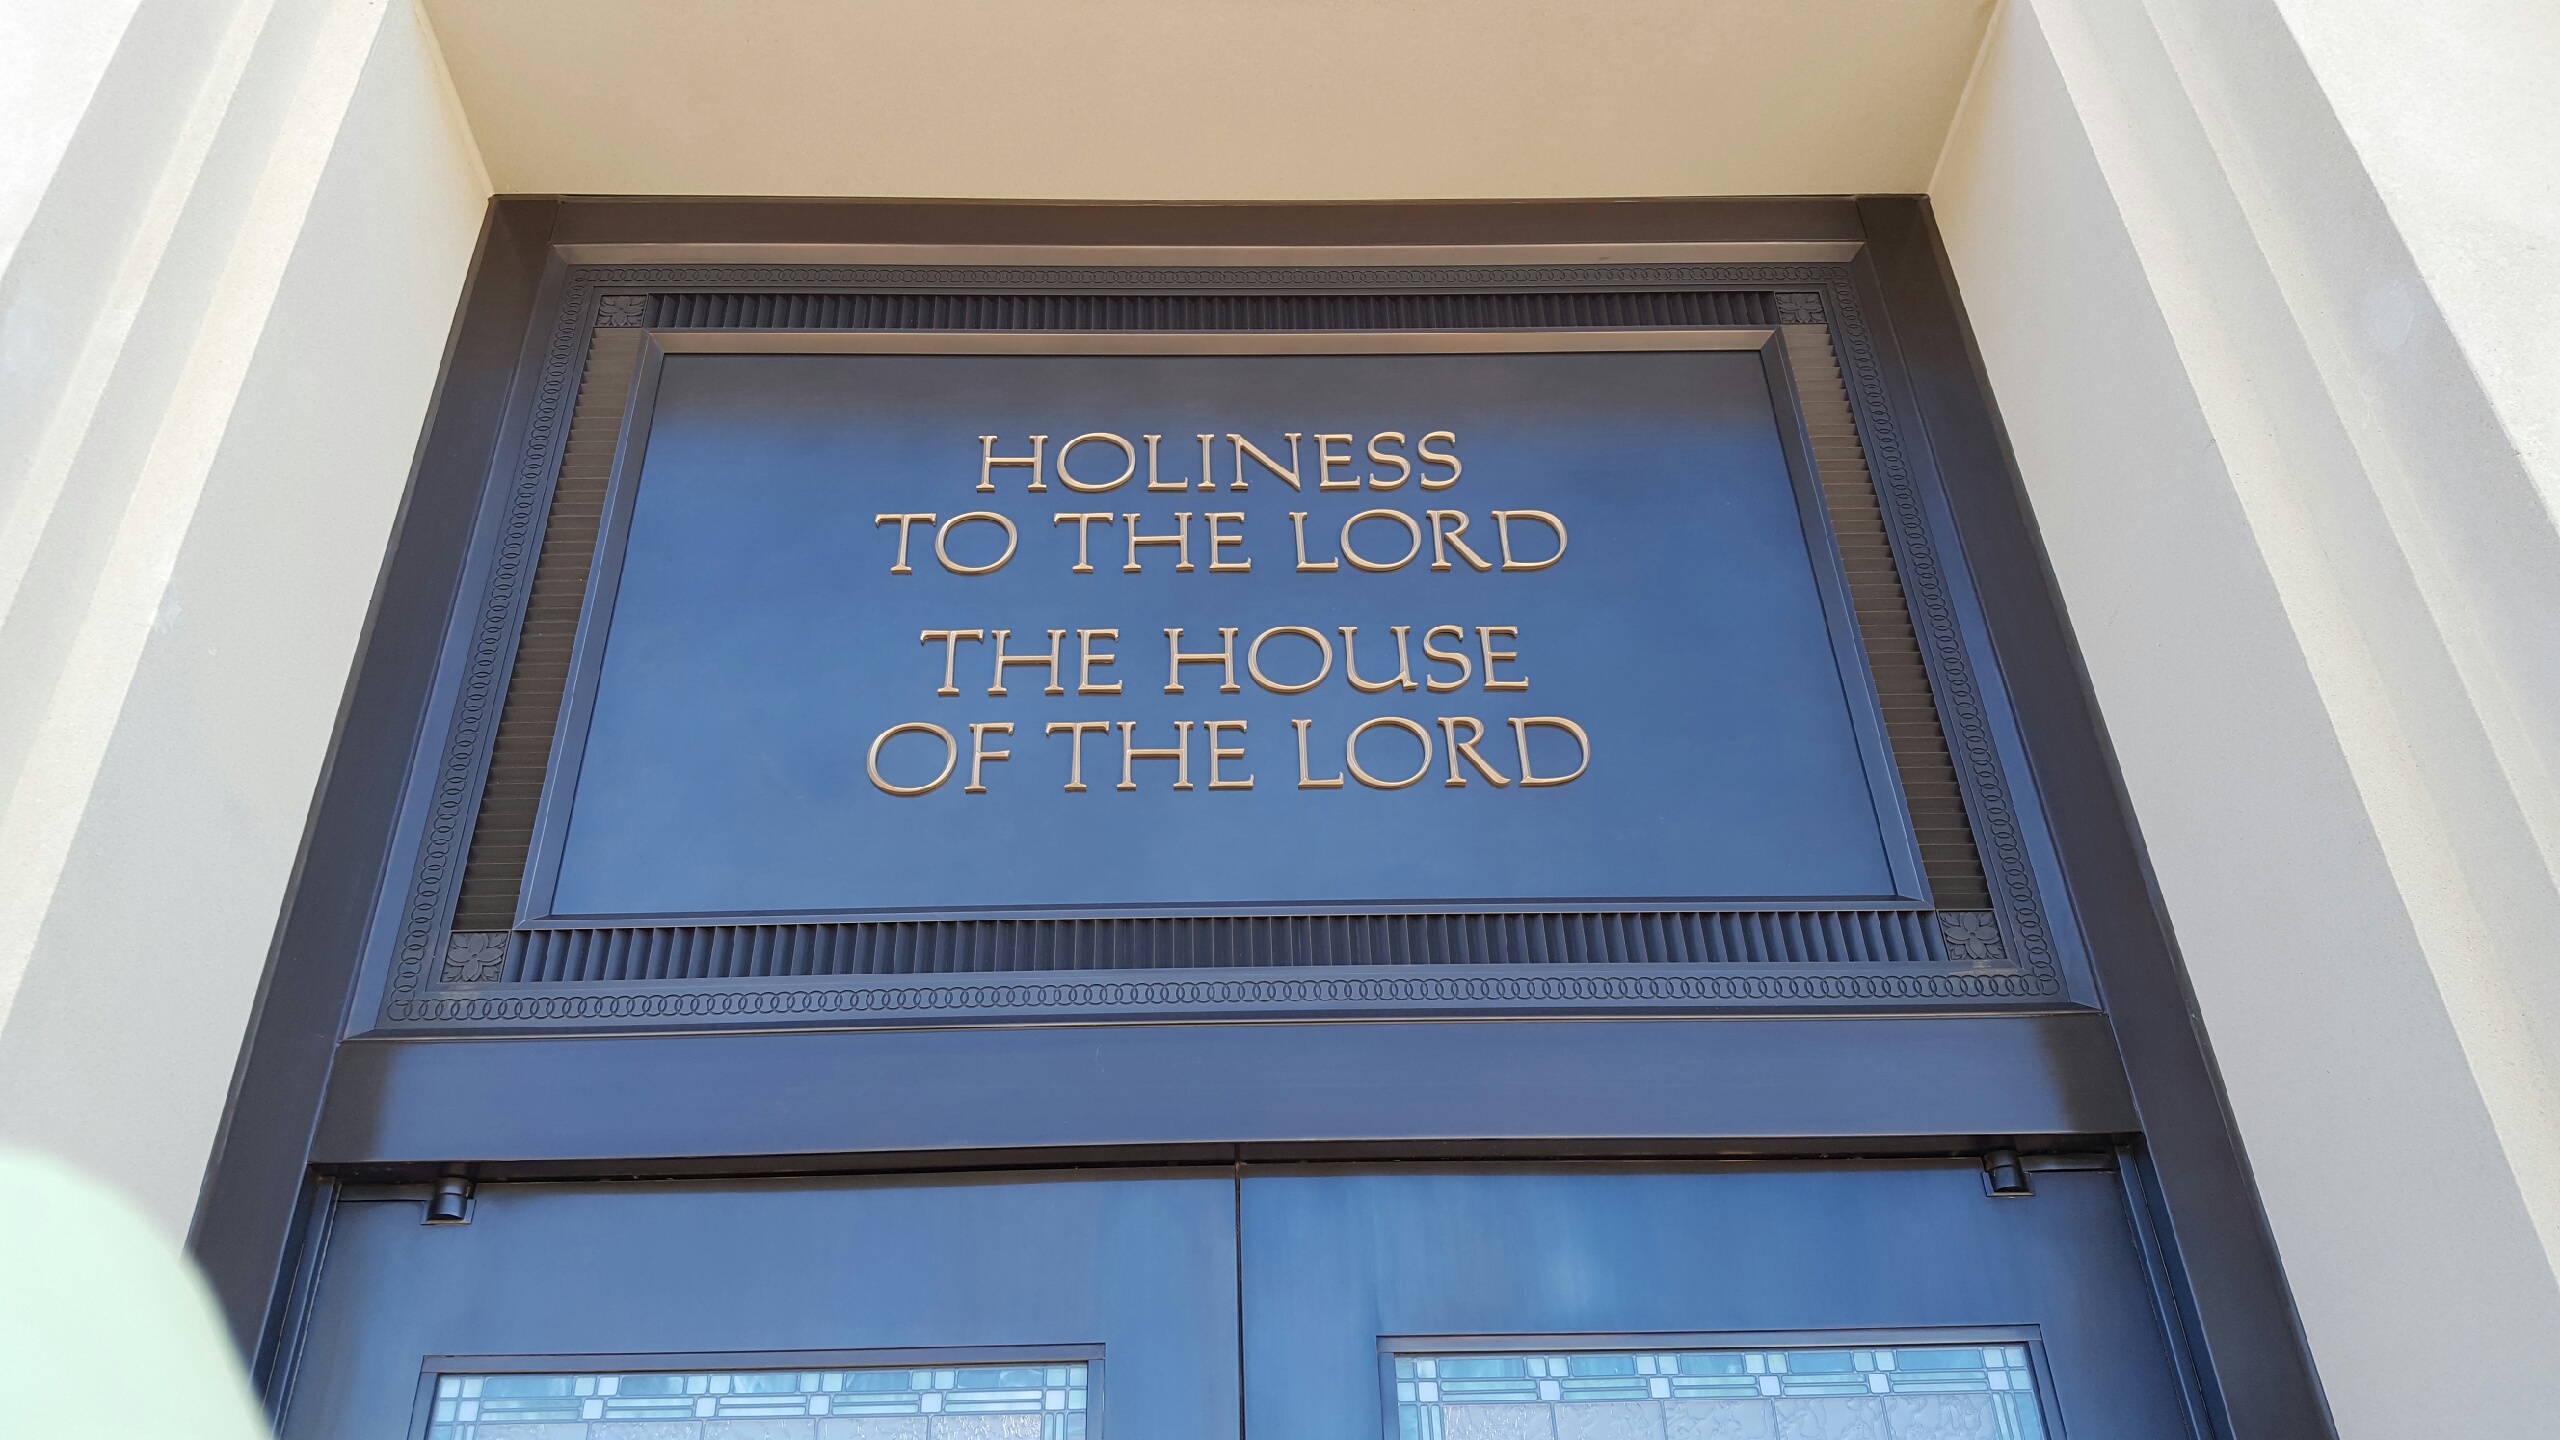 HOLINESS
TO THE LORD
THE HOUSE
OF THE LORD